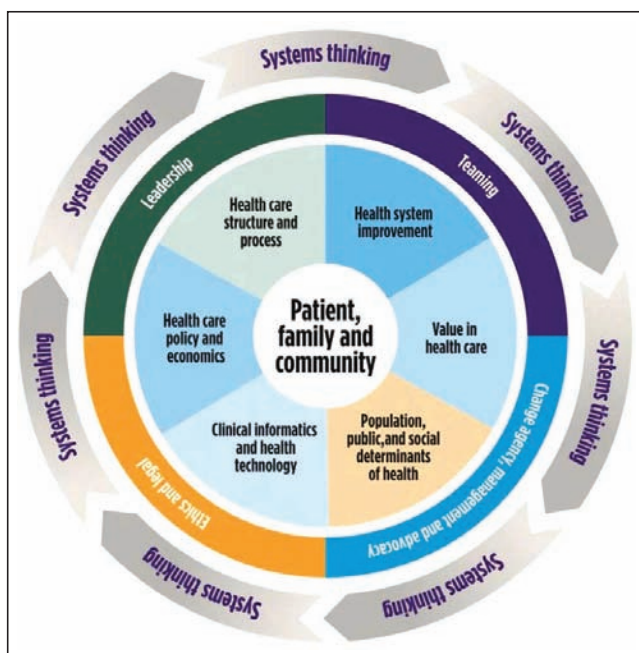 Systems thinking
Systems thinking
Systems thinking
Systems thinking
Systems thinking
Systems thinking
Systems thinking
Systems thinking
Leadership
Teaming
Change agency, management and advocacy
Ethics and legal
Health care
structure and
process
Health system
improvement
Health care
policy and
economics
Patient,
family and
community
Value in
health care
Clinical informatics
and health
technology
Population,
public,and social
determinants
of health